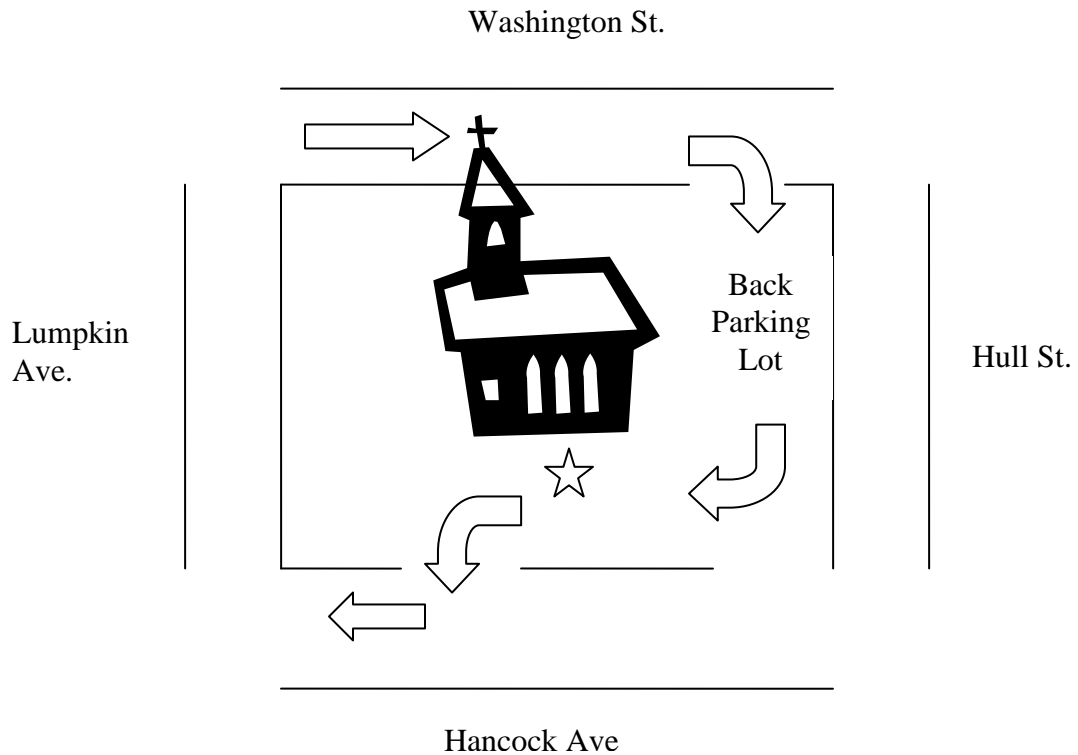 Washington St.
Back
Parking
Lot
Lumpkin
Ave.
Hull St.
Hancock Ave